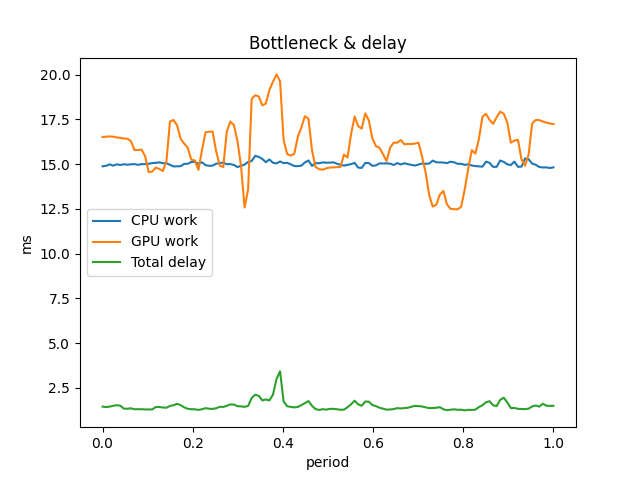 Bottleneck & delay
20.0
17.5
15.0
12.5
10.0
7.5
5.0
2.5
ms
CPU work
GPU work
Total delay
0.0 0.2 0.4 0.6 0.8 1.0
period